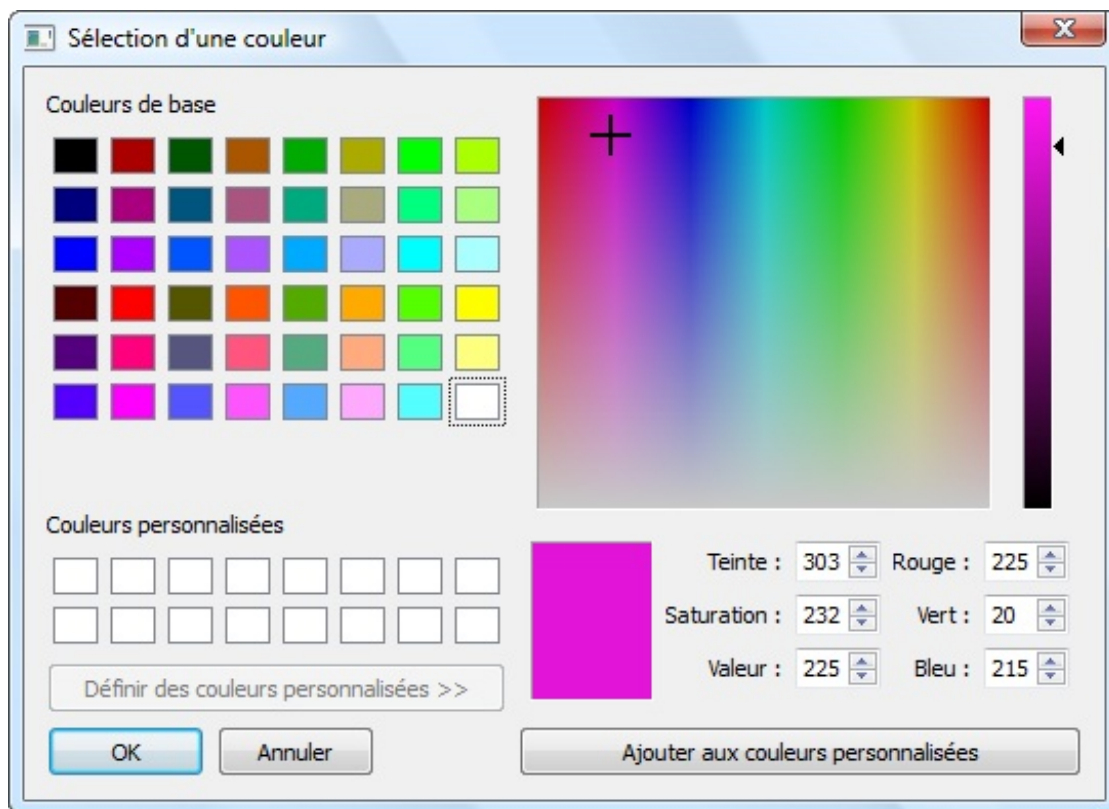 Sélection d'une couleur
Couleurs de base
Couleurs personnalisées
Définir des couleurs personnalisées >>
OK
Annuler
Teinte : 303 Rouge : 225
Saturation : 232 Vert : 20
Valeur : 225 Bleu : 215
Ajouter aux couleurs personnalisées